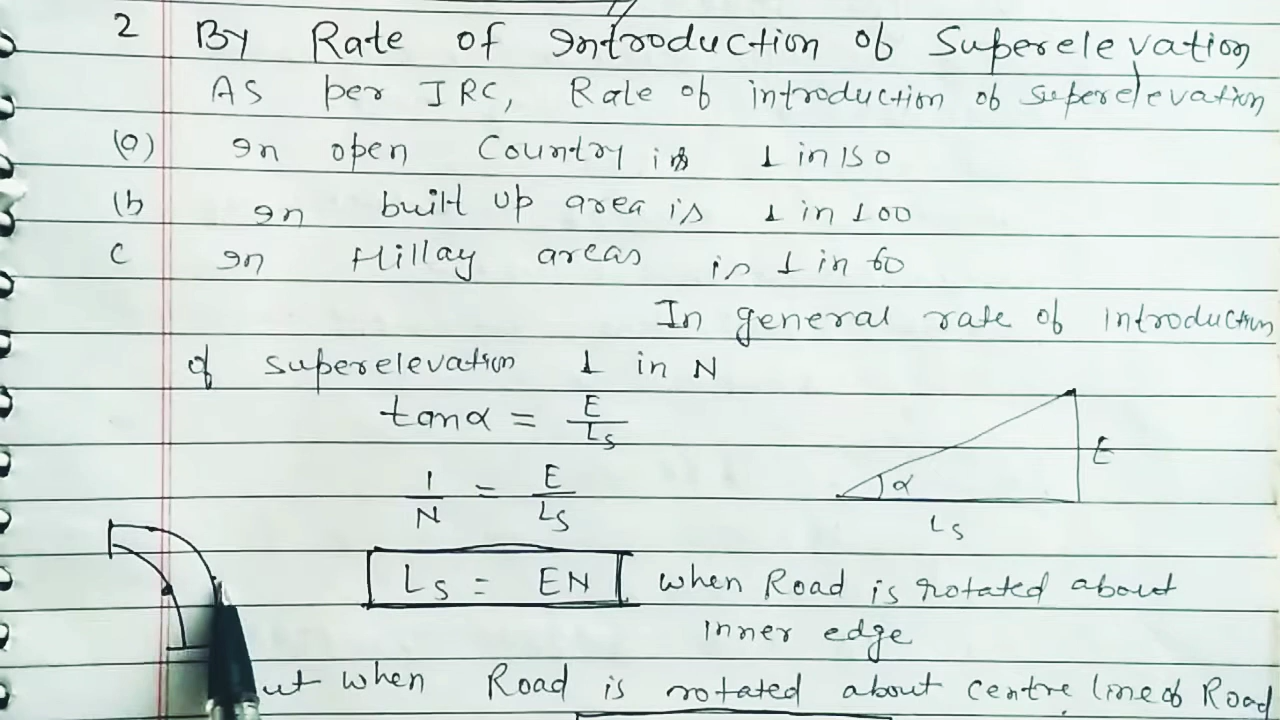 2 By Rate of Introduction of Superelevation
As per IRC, Rate of introduction of superelevation
(a) In open Country is 1 in 150
(b In built up area is 1 in 100
c In Hillay areas is 1 in 60
In general rate of introduction
of superelevation 1 in N
tanα = E/Ls
1/N = E/Ls
E
α
Ls
Ls = EN when Road is rotated about
inner edge
ut when Road is rotated about centre line of Road